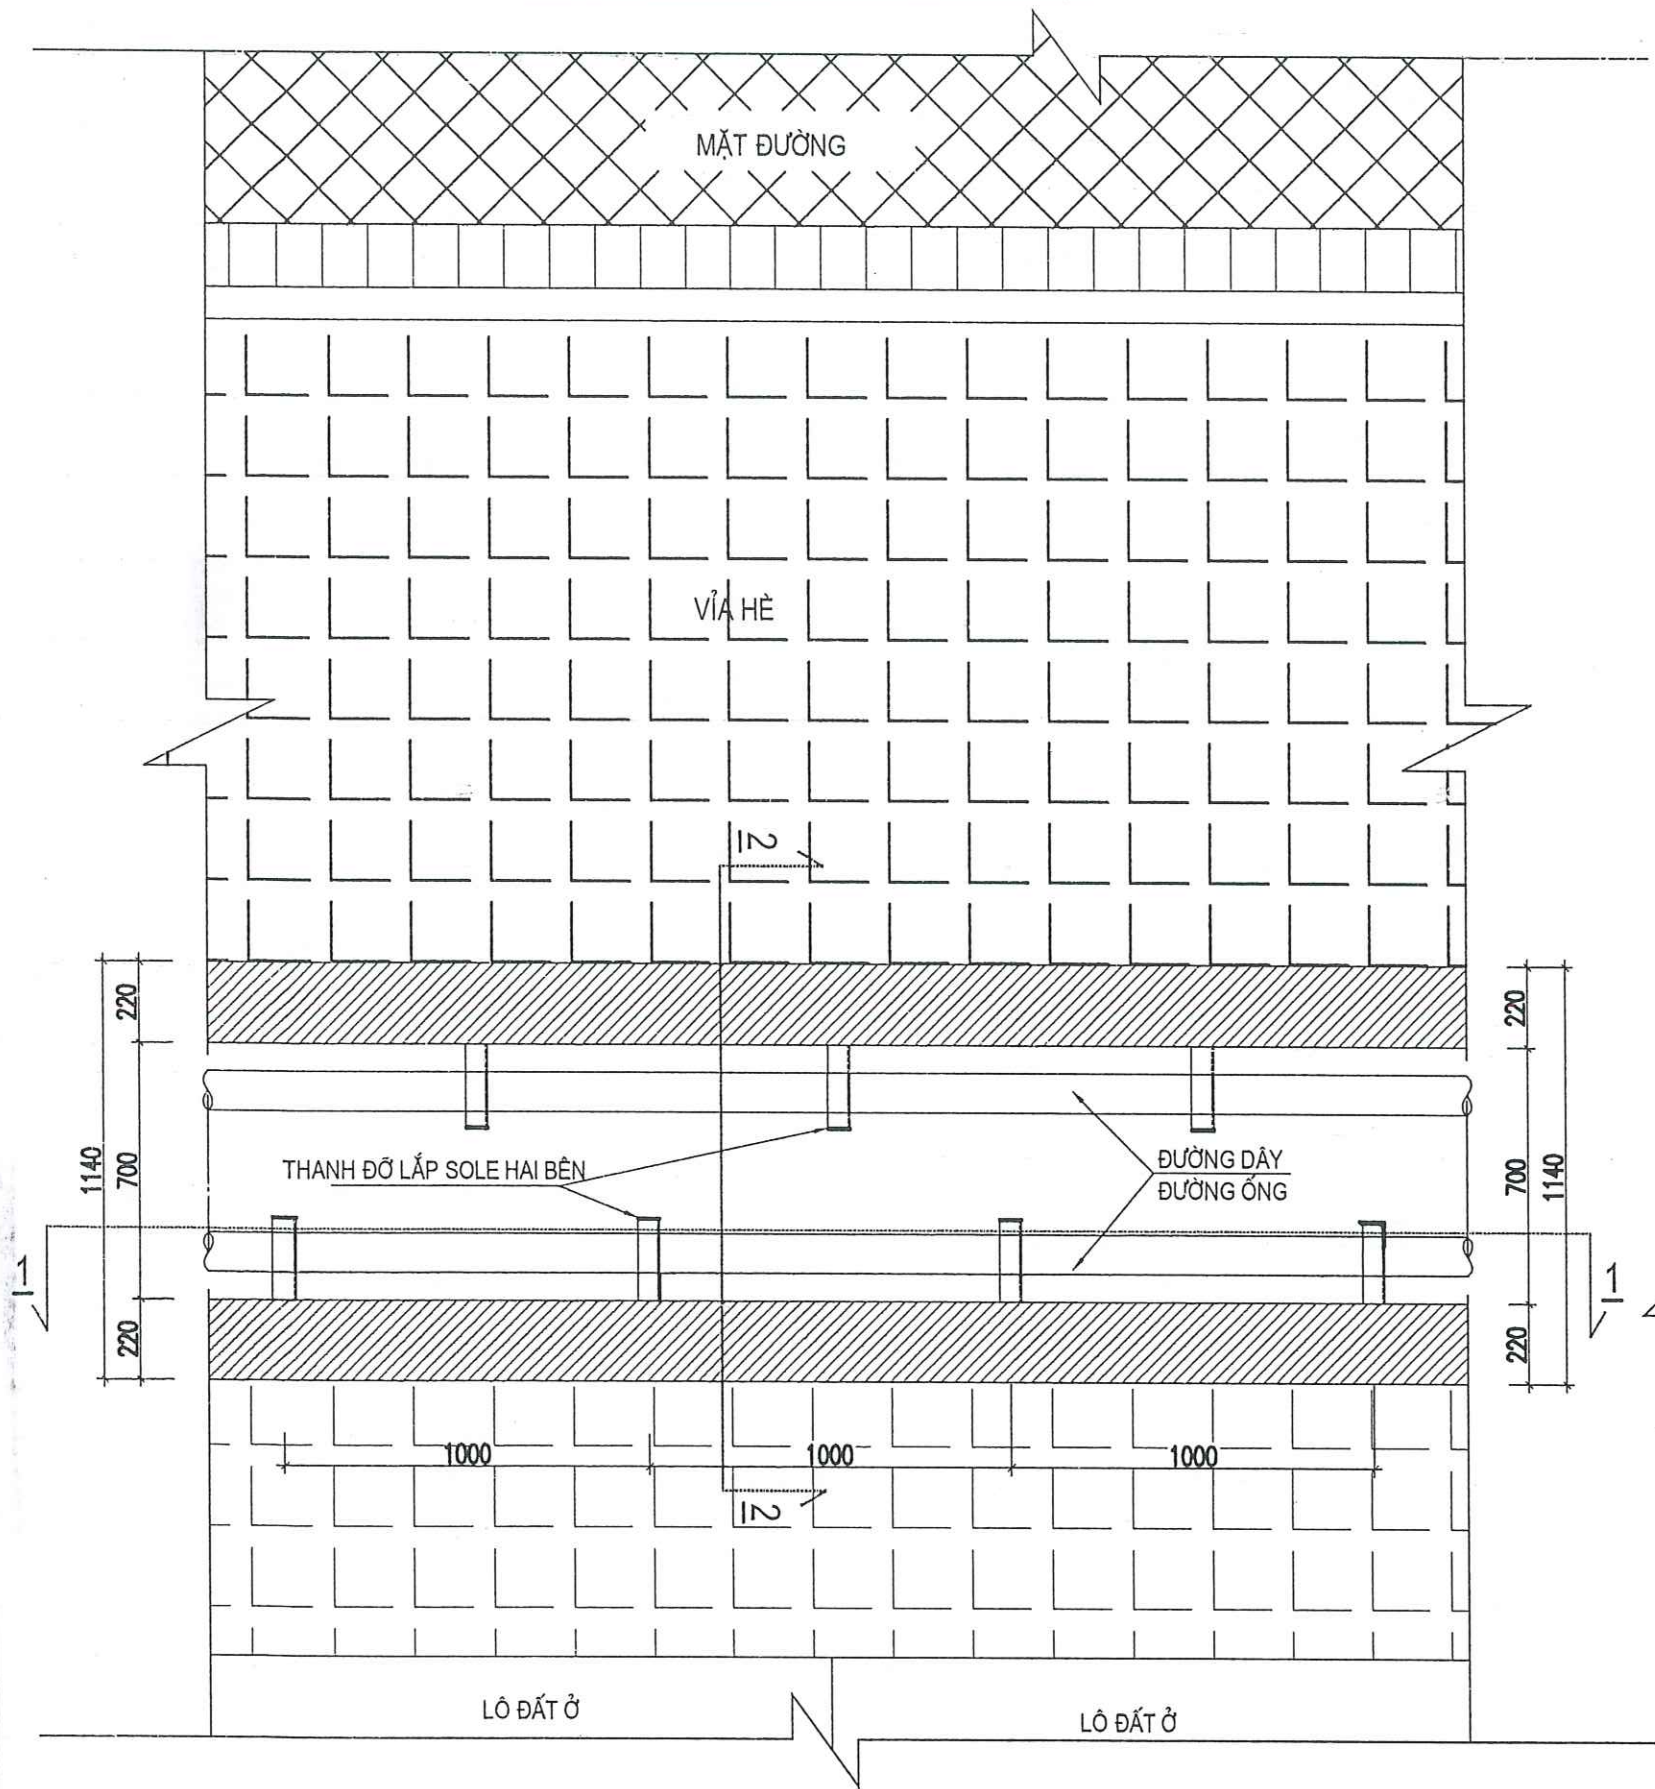 MẶT ĐƯỜNG
VỈA HÈ
2
220
220
1140
700
700
1140
THANH ĐỠ LẮP SOLE HAI BÊN
ĐƯỜNG DÂY
ĐƯỜNG ỐNG
1
1
220
220
1000
1000
1000
2
LÔ ĐẤT Ở
LÔ ĐẤT Ở